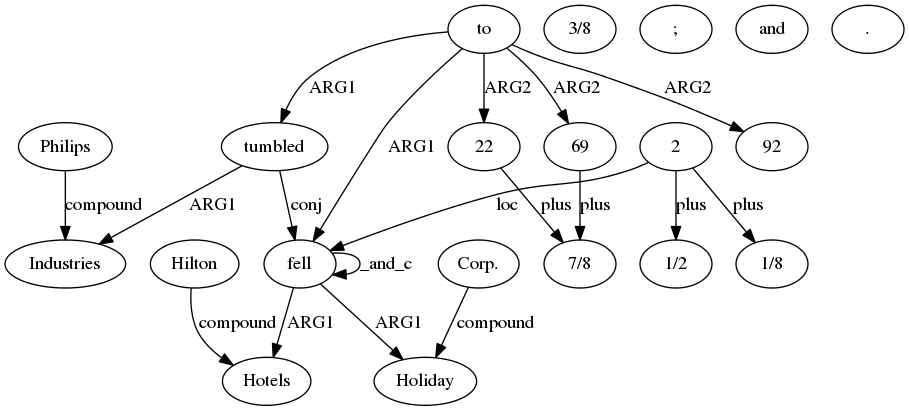 to 3/8 ; and .
ARG1 ARG2 ARG2 ARG2
Philips tumbled ARG1 22 69 2 92
compound ARG1 conj loc plus plus plus plus
Industries Hilton fell _and_c Corp. 7/8 1/2 1/8
compound ARG1 ARG1 compound
Hotels Holiday